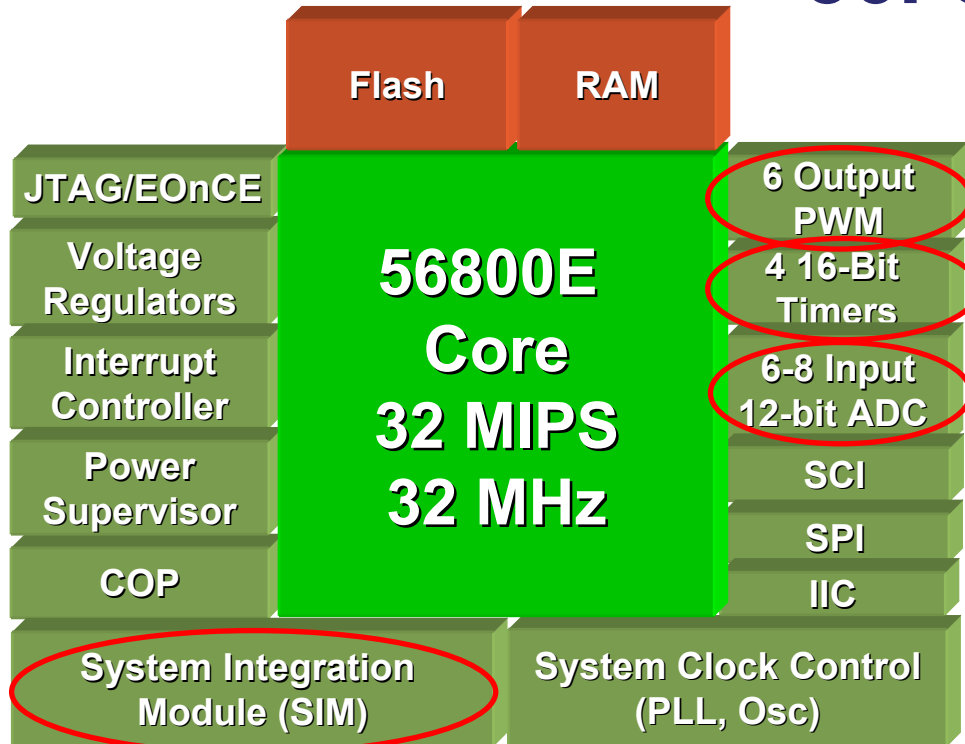 Flash
RAM
JTAG/EOnCE
Voltage
Regulators
Interrupt
Controller
Power
Supervisor
COP
56800E
Core
32 MIPS
32 MHz
6 Output
PWM
4 16-Bit
Timers
6-8 Input
12-bit ADC
SCI
SPI
IIC
System Integration
Module (SIM)
System Clock Control
(PLL, Osc)